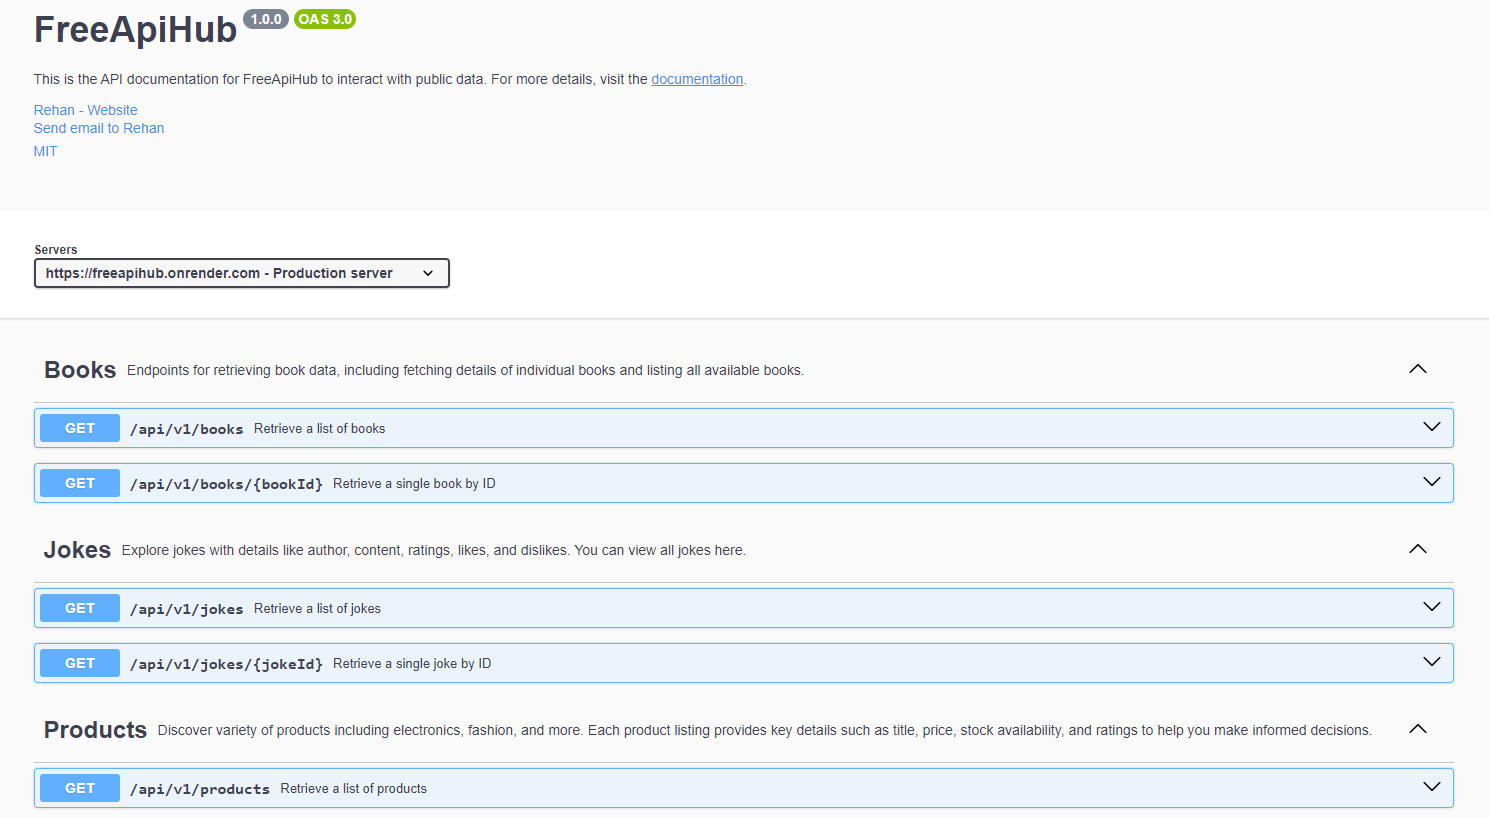 FreeApiHub 1.0.0 OAS 3.0
This is the API documentation for FreeApiHub to interact with public data. For more details, visit the documentation.
Rehan - Website
Send email to Rehan
MIT
Servers
https://freeapihub.onrender.com - Production server
Books Endpoints for retrieving book data, including fetching details of individual books and listing all available books.
GET /api/v1/books Retrieve a list of books
GET /api/v1/books/{bookId} Retrieve a single book by ID
Jokes Explore jokes with details like author, content, ratings, likes, and dislikes. You can view all jokes here.
GET /api/v1/jokes Retrieve a list of jokes
GET /api/v1/jokes/{jokeId} Retrieve a single joke by ID
Products Discover variety of products including electronics, fashion, and more. Each product listing provides key details such as title, price, stock availability, and ratings to help you make informed decisions.
GET /api/v1/products Retrieve a list of products